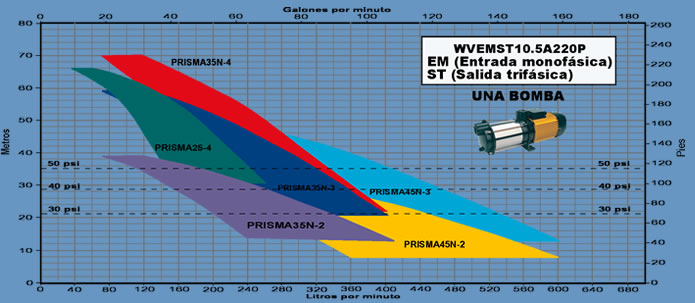 Galones por minuto
0 20 40 60 80 100 120 140 160 180
80
70
60
50
40
30
20
10
0
Metros
260
240
220
200
180
160
140
120
100
80
60
40
20
0
Pies
WVEMST10.5A220P
EM (Entrada monofásica)
ST (Salida trifásica)
UNA BOMBA
PRISMA35N-4
PRISMA25-4
50 psi 50 psi
40 psi 40 psi
30 psi 30 psi
PRISMA35N-3
PRISMA45N-3
PRISMA35N-2
PRISMA45N-2
0 40 80 120 160 200 240 280 320 360 400 440 480 520 560 600 640 680
Litros por minuto